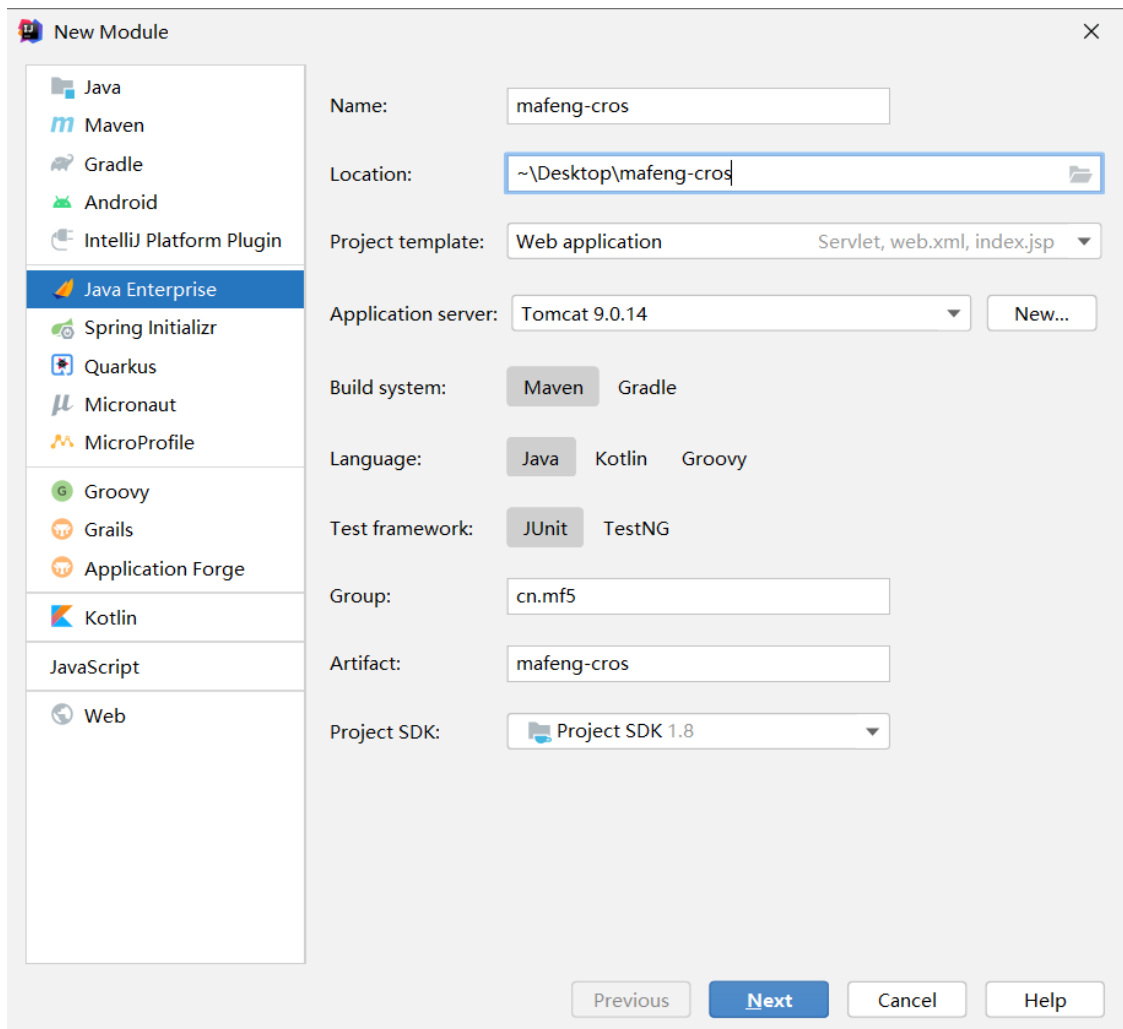 New Module
Java
Maven
Gradle
Android
IntelliJ Platform Plugin
Java Enterprise
Spring Initializr
Quarkus
Micronaut
MicroProfile
Groovy
Grails
Application Forge
Kotlin
JavaScript
Web
Name: mafeng-cros
Location: ~\Desktop\mafeng-cros
Project template: Web application Servlet, web.xml, index.jsp
Application server: Tomcat 9.0.14 New...
Build system: Maven Gradle
Language: Java Kotlin Groovy
Test framework: JUnit TestNG
Group: cn.mf5
Artifact: mafeng-cros
Project SDK: Project SDK 1.8
Previous Next Cancel Help